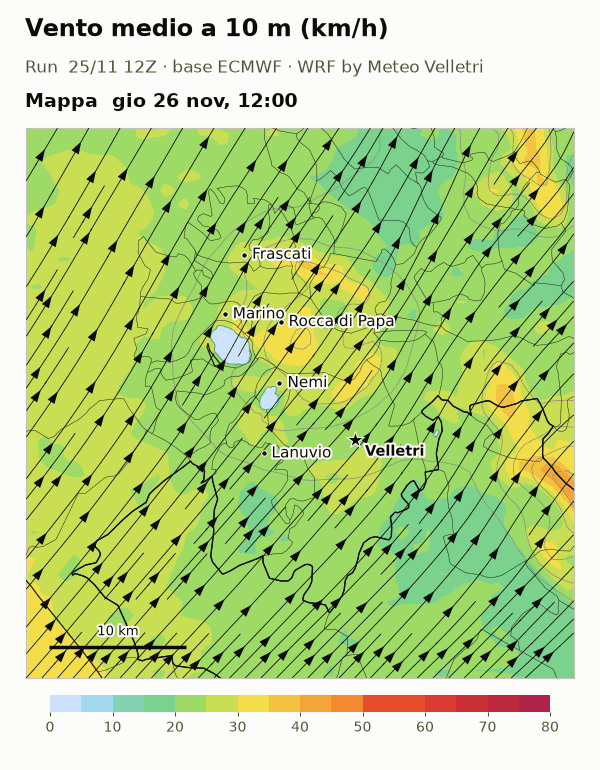 Vento medio a 10 m (km/h)
Run  25/11 12Z · base ECMWF · WRF by Meteo Velletri
Mappa  gio 26 nov, 12:00
Frascati
Marino
Rocca di Papa
Nemi
Velletri
Lanuvio
10 km
0 10 20 30 40 50 60 70 80